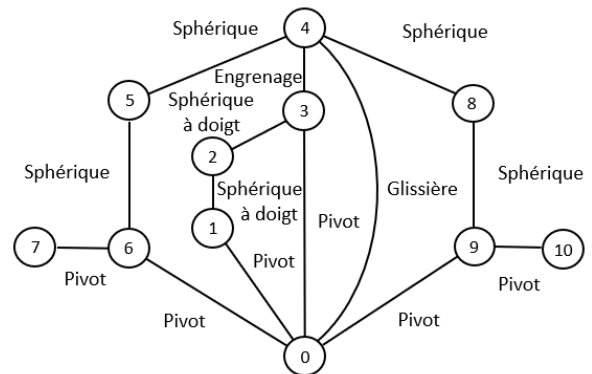 4
Sphérique
Sphérique
Engrenage
5
Sphérique
à doigt
3
8
2
Sphérique
Sphérique
à doigt
Glissière
Sphérique
1
Pivot
7
6
Pivot
9
10
Pivot
Pivot
Pivot
Pivot
0